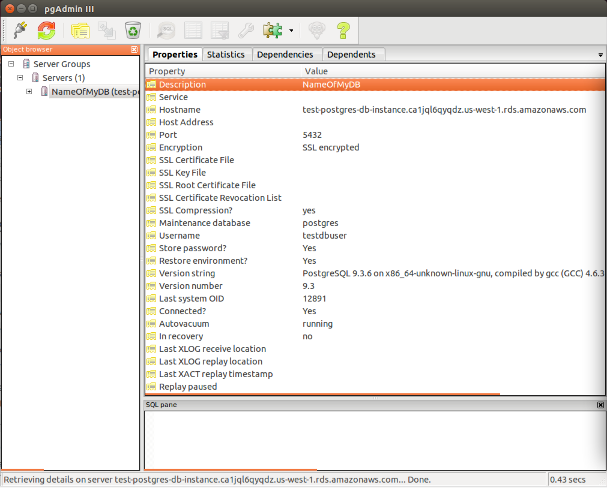 pgAdmin III
Object browser
Server Groups
Servers (1)
NameOfMyDB (test-po
Properties Statistics Dependencies Dependents
Property Value
Description NameOfMyDB
Service
Hostname test-postgres-db-instance.ca1jql6qyqdz.us-west-1.rds.amazonaws.com
Host Address
Port 5432
Encryption SSL encrypted
SSL Certificate File
SSL Key File
SSL Root Certificate File
SSL Certificate Revocation List
SSL Compression? yes
Maintenance database postgres
Username testdbuser
Store password? Yes
Restore environment? Yes
Version string PostgreSQL 9.3.6 on x86_64-unknown-linux-gnu, compiled by gcc (GCC) 4.6.3
Version number 9.3
Last system OID 12891
Connected? Yes
Autovacuum running
In recovery no
Last XLOG receive location
Last XLOG replay location
Last XACT replay timestamp
Replay paused
SQL pane
Retrieving details on server test-postgres-db-instance.ca1jql6qyqdz.us-west-1.rds.amazonaws.com... Done. 0.43 secs